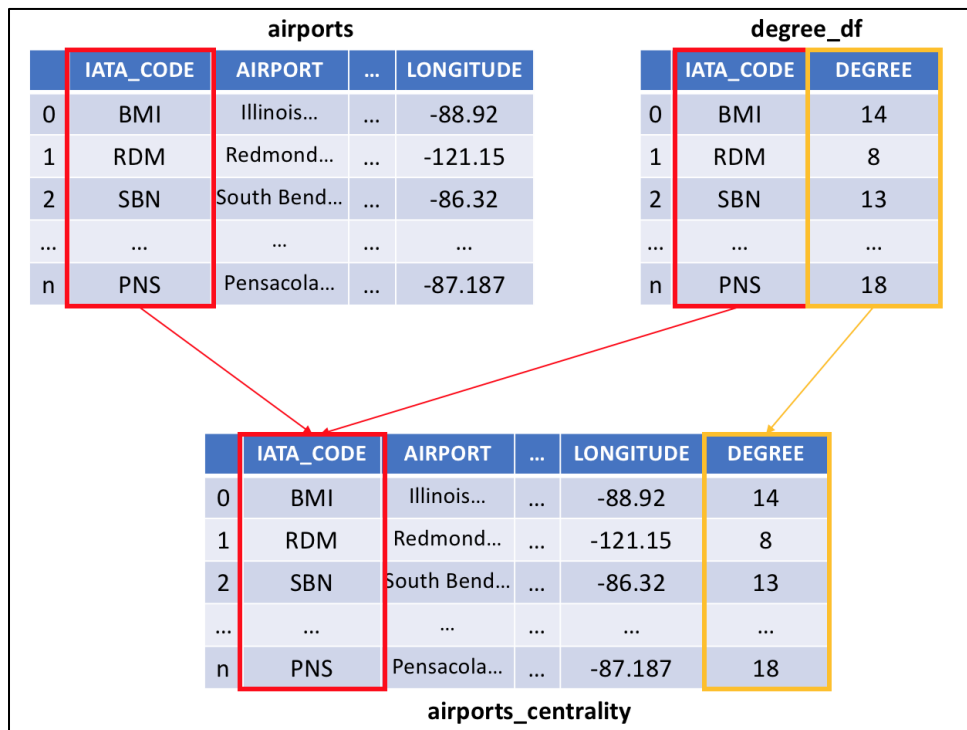 airports degree_df
IATA_CODE AIRPORT ... LONGITUDE IATA_CODE DEGREE
0 BMI Illinois... ... -88.92 0 BMI 14
1 RDM Redmond... ... -121.15 1 RDM 8
2 SBN South Bend... ... -86.32 2 SBN 13
... ... ... ... ... ... ... ...
n PNS Pensacola... ... -87.187 n PNS 18
IATA_CODE AIRPORT ... LONGITUDE DEGREE
0 BMI Illinois... ... -88.92 14
1 RDM Redmond... ... -121.15 8
2 SBN South Bend... ... -86.32 13
... ... ... ... ... ...
n PNS Pensacola... ... -87.187 18
airports_centrality